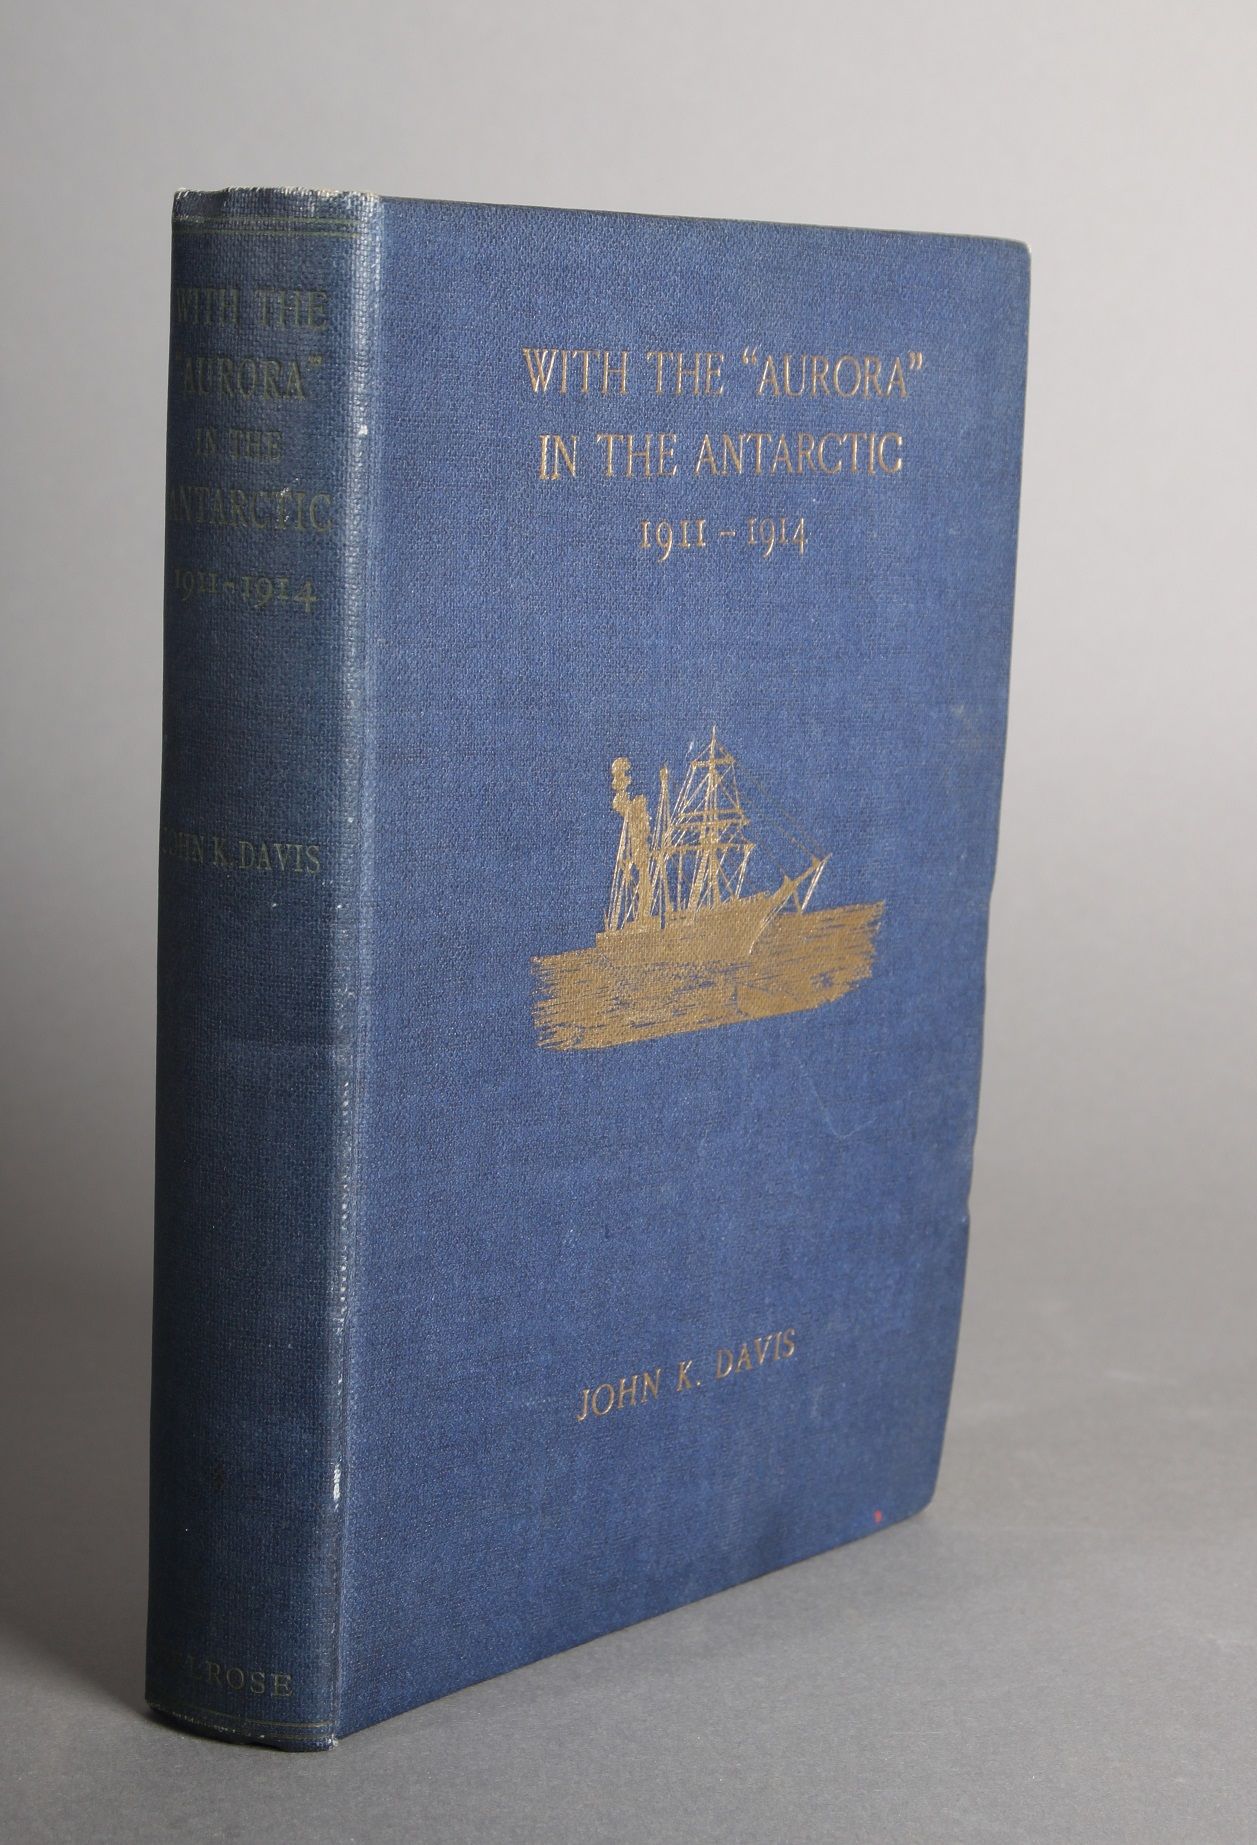 WITH THE
"AURORA"
IN THE
ANTARCTIC
1911-1914
JOHN K. DAVIS
MELROSE
WITH THE "AURORA"
IN THE ANTARCTIC
1911 - 1914
JOHN K. DAVIS